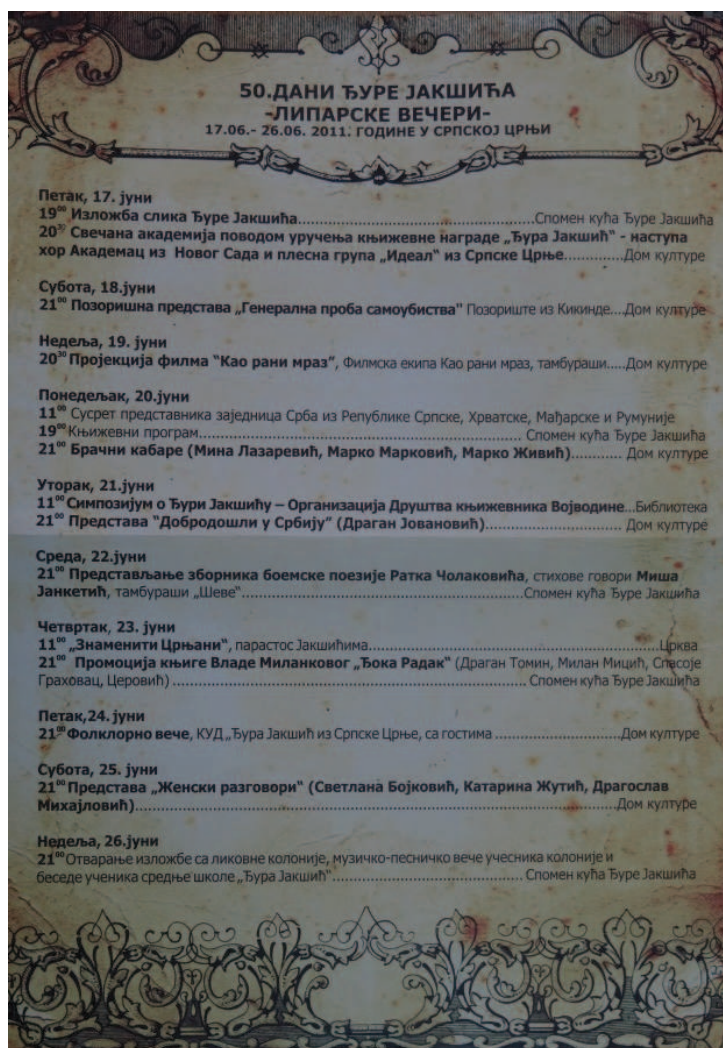 50.ДАНИ ЂУРЕ ЈАКШИЋА
-ЛИПАРСКЕ ВЕЧЕРИ-
17.06.- 26.06. 2011. ГОДИНЕ У СРПСКОЈ ЦРЊИ
Петак, 17. јуни
19⁰⁰ Изложба слика Ђуре Јакшића....................................................Спомен кућа Ђуре Јакшића
20³⁰ Свечана академија поводом уручења књижевне награде „Ђура Јакшић“ - наступа
хор Академац из Новог Сада и плесна група „Идеал“ из Српске Црње.............Дом културе
Субота, 18.јуни
21⁰⁰ Позоришна представа „Генерална проба самоубиства" Позориште из Кикинде....Дом културе
Недеља, 19. јуни
20³⁰ Пројекција филма “Као рани мраз”, Филмска екипа Као рани мраз, тамбураши.....Дом културе
Понедељак, 20.јуни
11⁰⁰ Сусрет представника заједница Срба из Републике Српске, Хрватске, Мађарске и Румуније
19⁰⁰ Књижевни програм.................................................................... Спомен кућа Ђуре Јакшића
21⁰⁰ Брачни кабаре (Мина Лазаревић, Марко Марковић, Марко Живић)............ Дом културе
Уторак, 21.јуни
11⁰⁰ Симпозијум о Ђури Јакшићу – Организација Друштва књижевника Војводине...Библиотека
21⁰⁰ Представа “Добродошли у Србију” (Драган Јовановић)............................. Дом културе
Среда, 22.јуни
21⁰⁰ Представљање зборника боемске поезије Ратка Чолаковића, стихове говори Миша
Јанкетић, тамбураши „Шеве“............................................................Спомен кућа Ђуре Јакшића
Четвртак, 23. јуни
11⁰⁰ „Знаменити Црњани“, парастос Јакшићима..............................................................Црква
21⁰⁰ Промоција књиге Владе Миланковог „Ђока Радак“ (Драган Томин, Милан Мицић, Спасоје
Граховац, Церовић) ............................................................................ Спомен кућа Ђуре Јакшића
Петак,24. јуни
21⁰⁰ Фолклорно вече, КУД „Ђура Јакшић из Српске Црње, са гостима ...........................Дом културе
Субота, 25. јуни
21⁰⁰ Представа „Женски разговори" (Светлана Бојковић, Катарина Жутић, Драгослав
Михајловић)..........................................................................................................Дом културе
Недеља, 26.јуни
21⁰⁰ Отварање изложбе са ликовне колоније, музичко-песничко вече учесника колоније и
беседе ученика средње школе „Ђура Јакшић“......................................... Спомен кућа Ђуре Јакшића